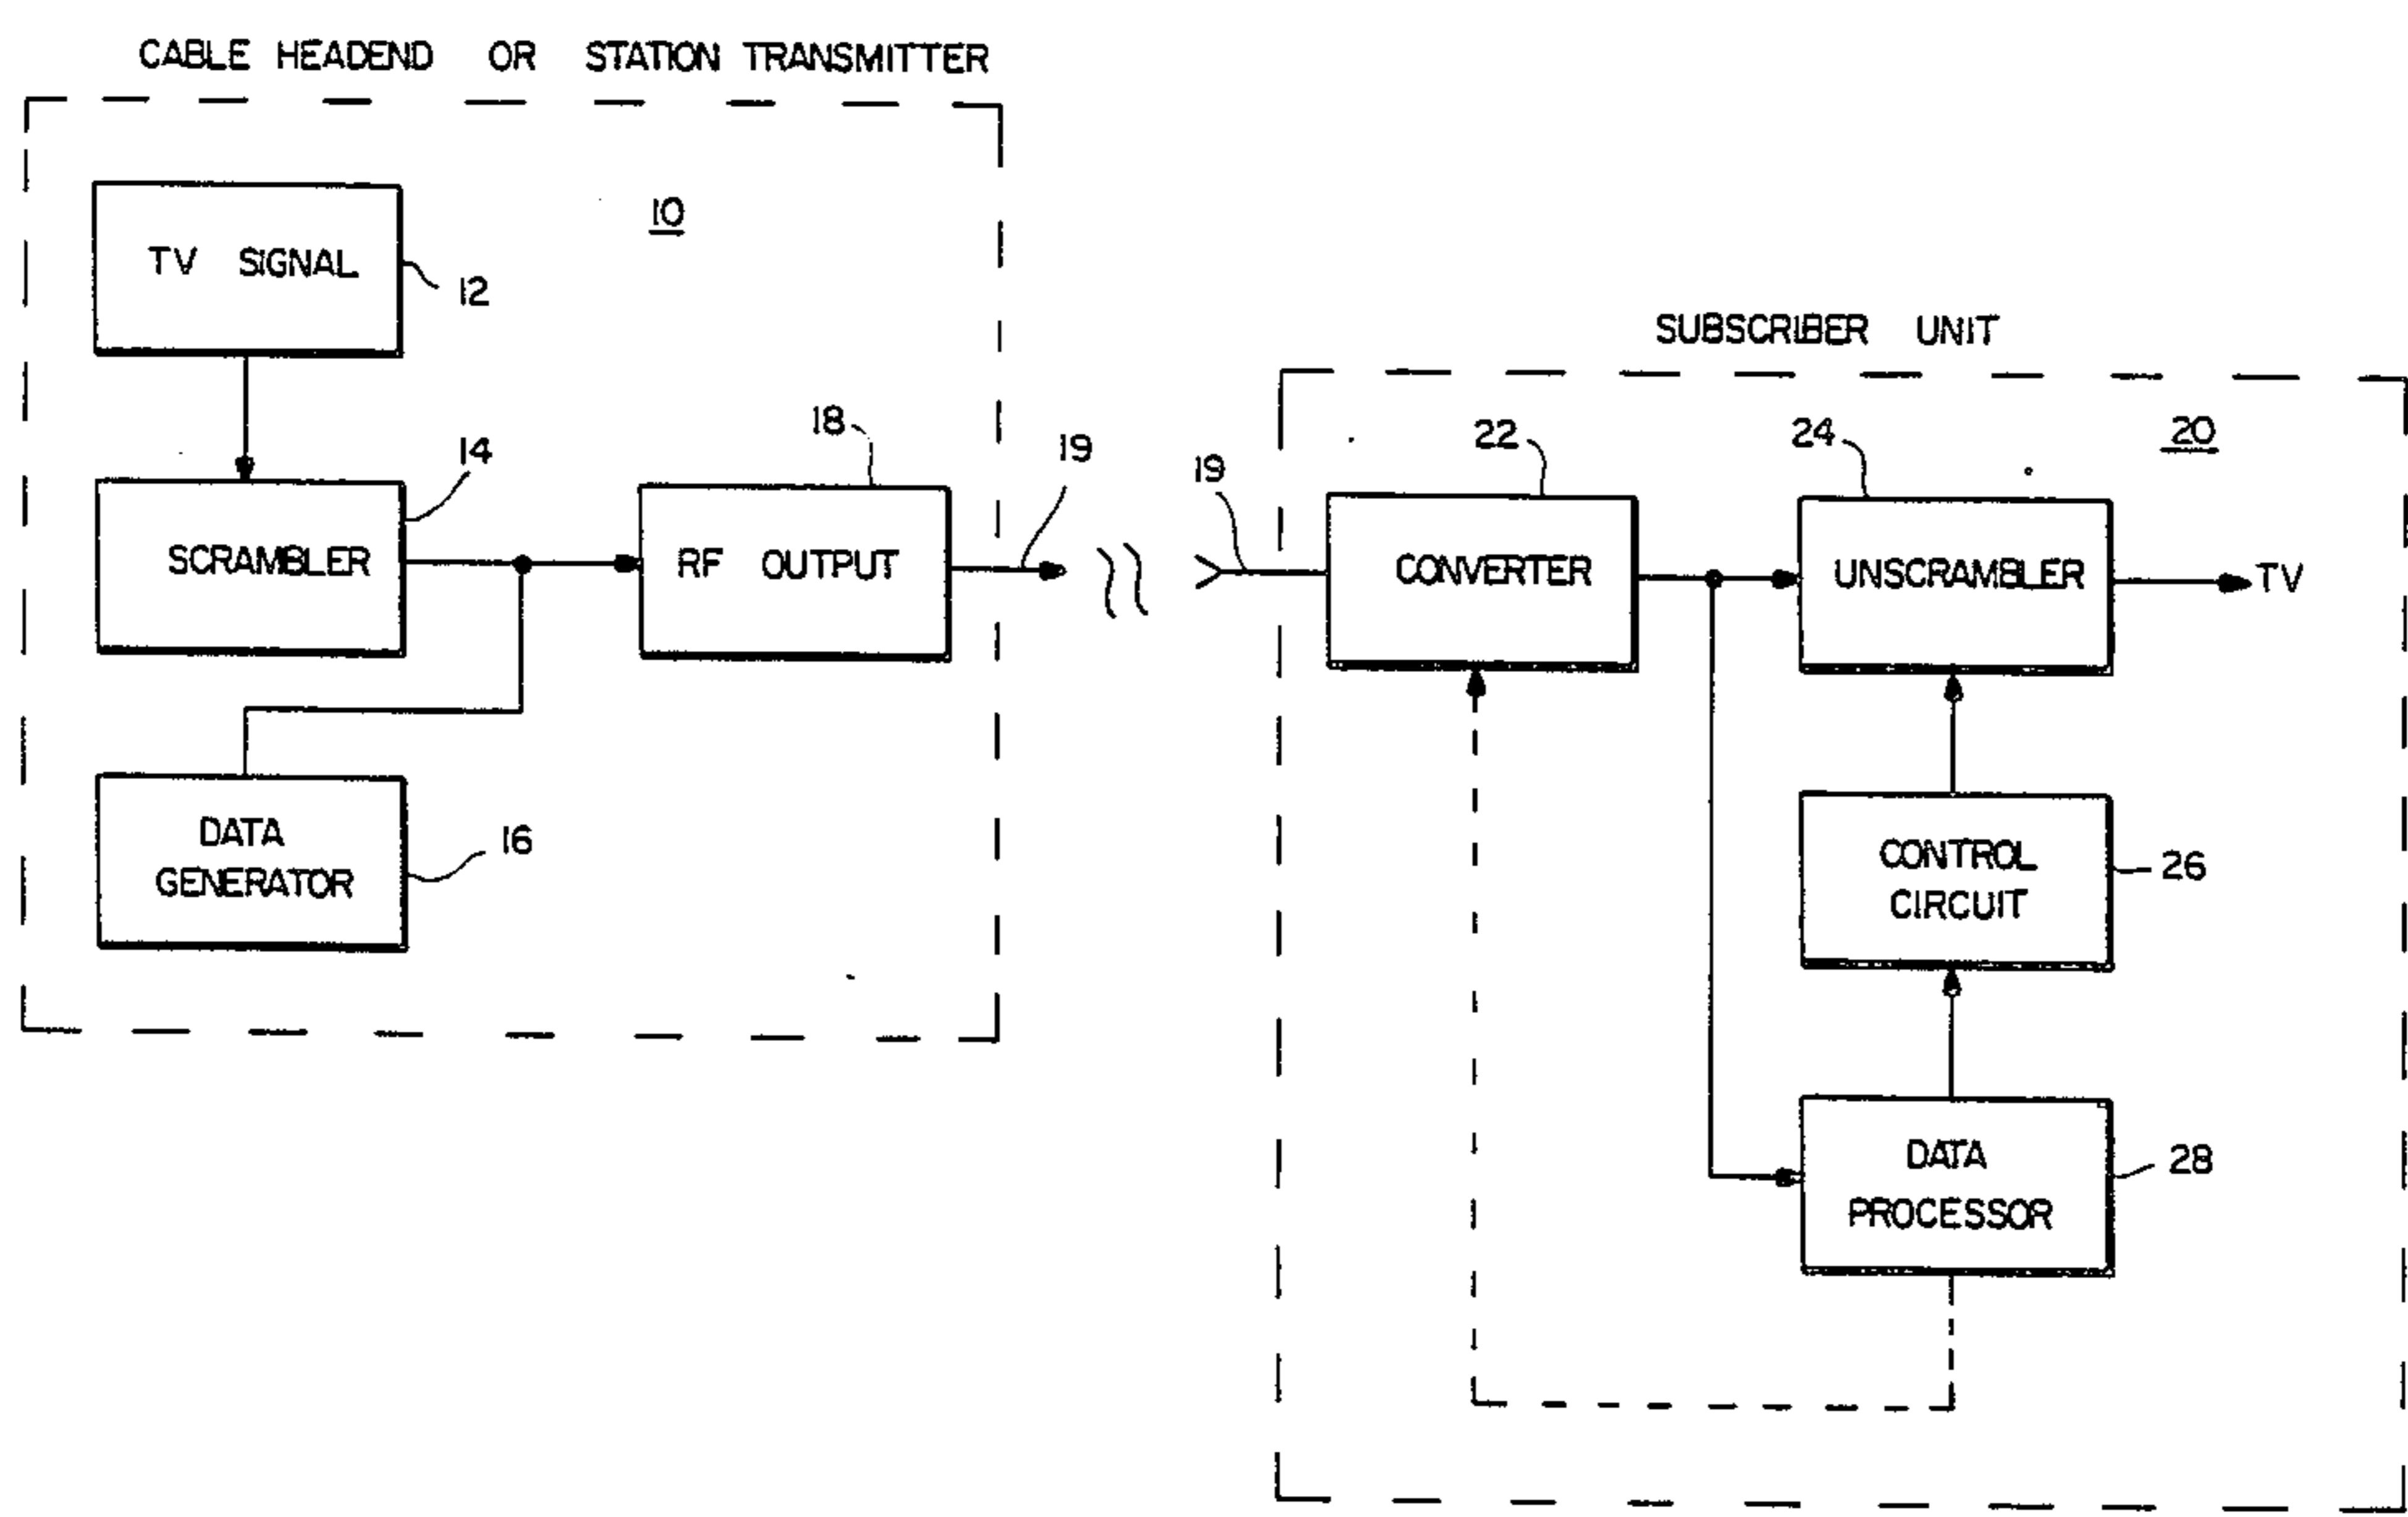 CABLE HEADEND OR STATION TRANSMITTER
10
TV SIGNAL
12
SCRAMBLER
14
RF OUTPUT
18
19
DATA
GENERATOR
16
SUBSCRIBER UNIT
20
19
CONVERTER
22
UNSCRAMBLER
24
TV
CONTROL
CIRCUIT
26
DATA
PROCESSOR
28